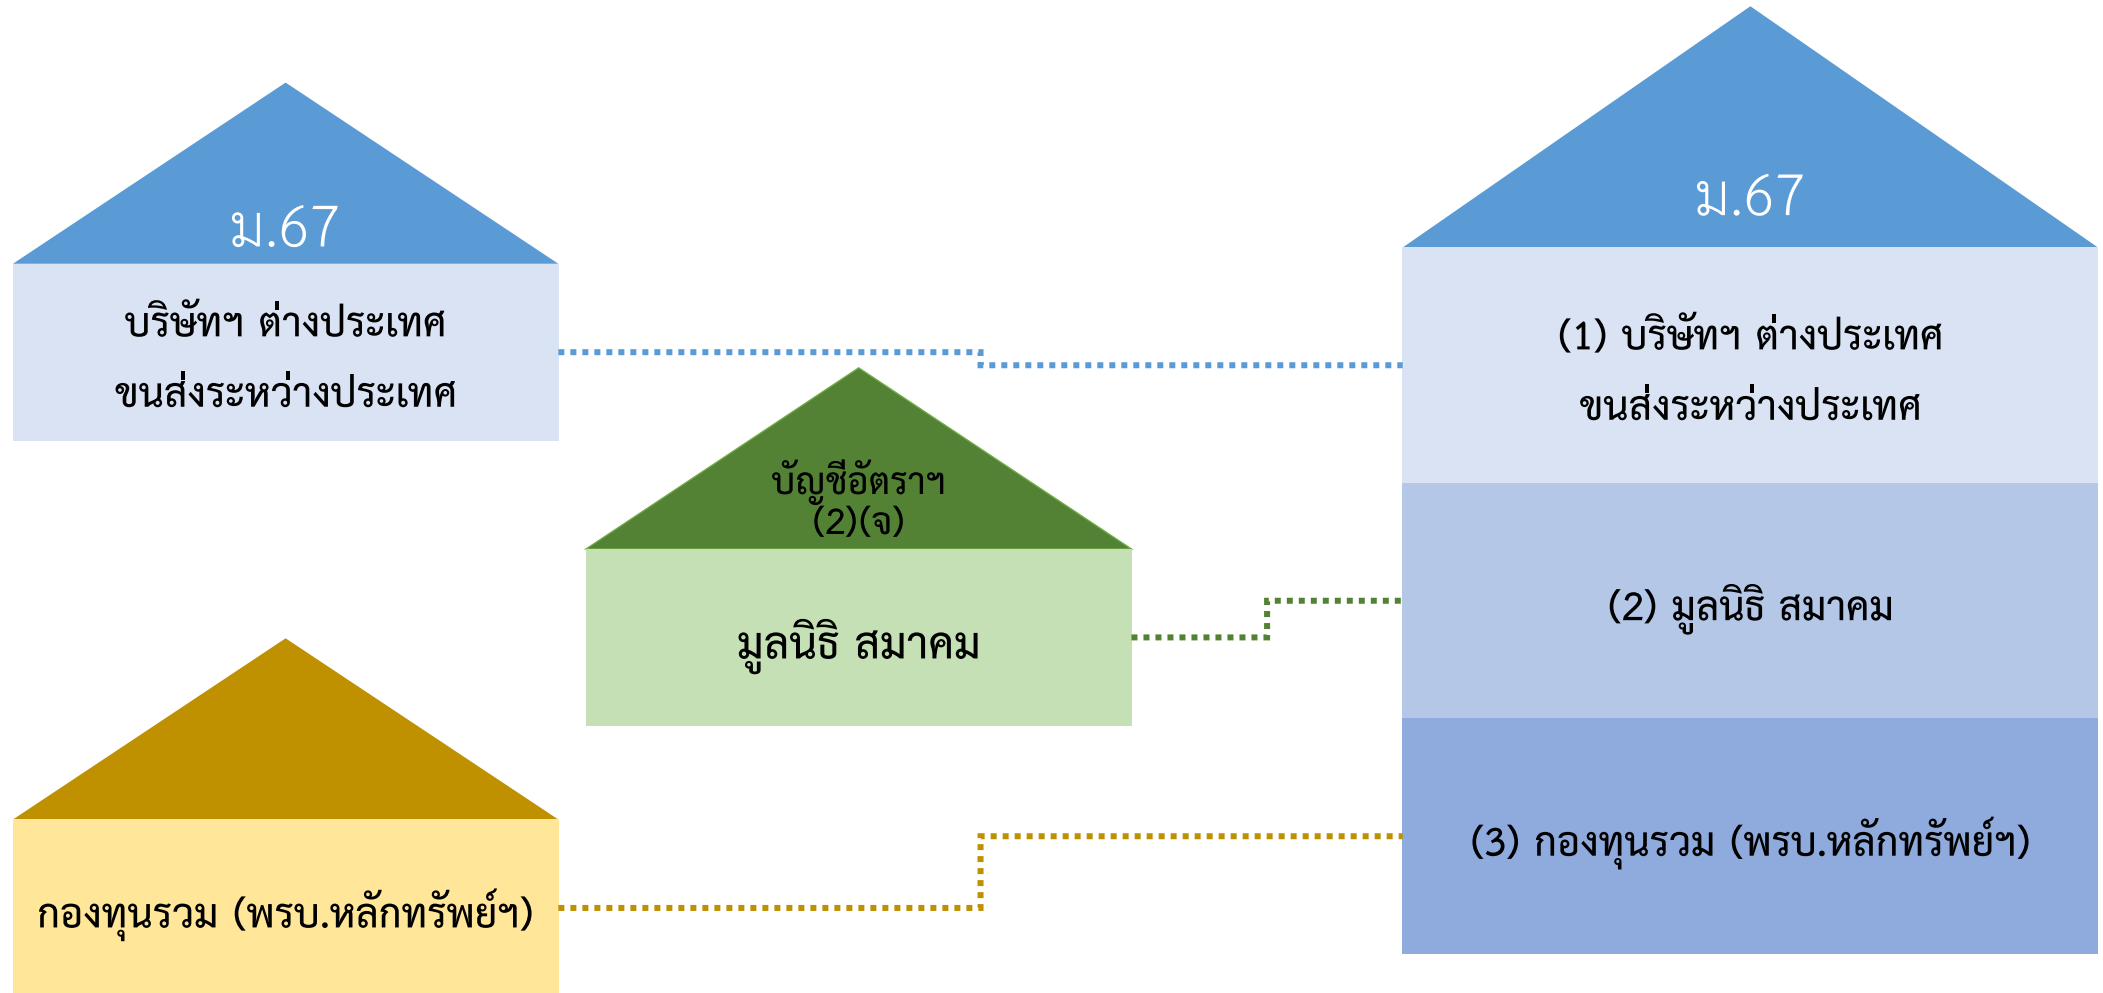 ม.67
บริษัทฯ ต่างประเทศ
ขนส่งระหว่างประเทศ
บัญชีอัตราฯ
(2)(จ)
มูลนิธิ สมาคม
กองทุนรวม (พรบ.หลักทรัพย์ฯ)
ม.67
(1) บริษัทฯ ต่างประเทศ
ขนส่งระหว่างประเทศ
(2) มูลนิธิ สมาคม
(3) กองทุนรวม (พรบ.หลักทรัพย์ฯ)